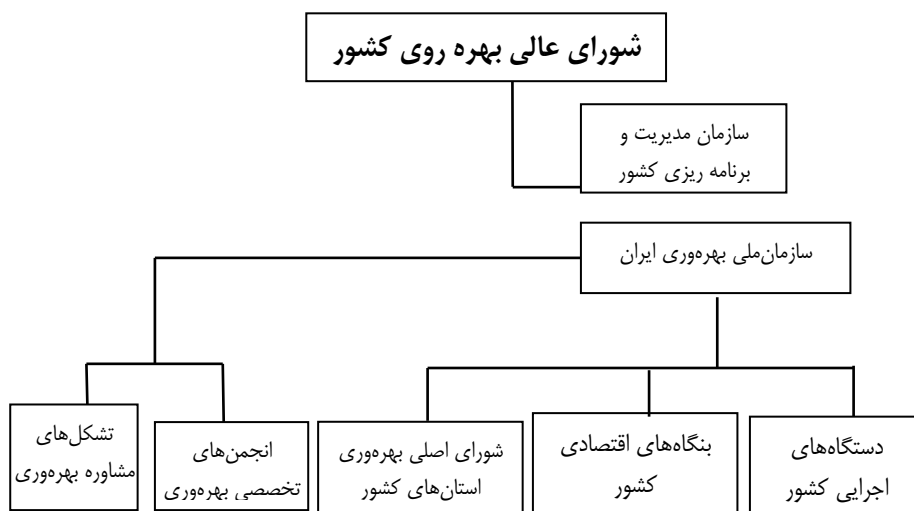 شورای عالی بهره روی کشور
سازمان مدیریت و
برنامه ریزی کشور
سازمان‌ملی بهره‌وری ایران
دستگاه‌های
اجرایی کشور
بنگاه‌های اقتصادی
کشور
شورای اصلی بهره‌وری
استان‌های کشور
انجمن‌های
تخصصی بهره‌وری
تشکل‌های
مشاوره بهره‌وری